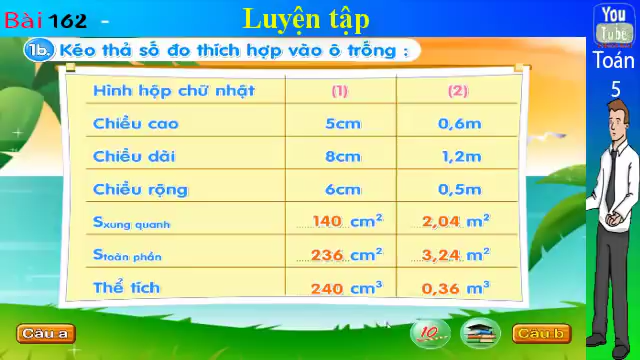 Bài 162 - Luyện tập
You
Tube
Toán
5
1b. Kéo thả số đo thích hợp vào ô trống :
Hình hộp chữ nhật (1) (2)
Chiều cao 5cm 0,6m
Chiều dài 8cm 1,2m
Chiều rộng 6cm 0,5m
Sxung quanh 140 cm² 2,04 m²
Stoàn phần 236 cm² 3,24 m²
Thể tích 240 cm³ 0,36 m³
Câu a 10 Câu b